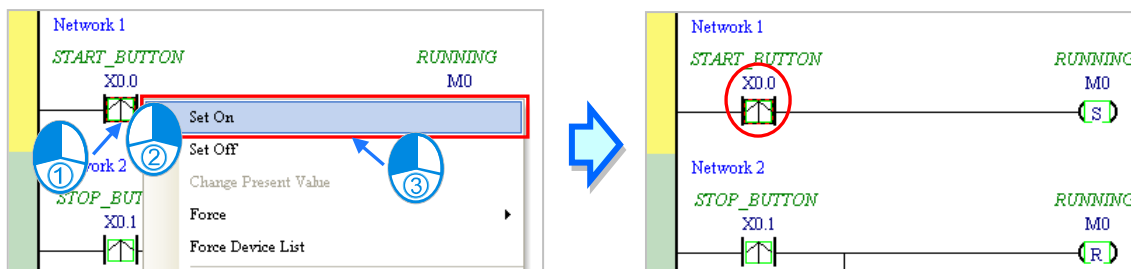 Network 1
START_BUTTON RUNNING
X0.0 M0
Set On
① ② Set Off
③
work 2 Change Present Value
STOP_BUT
X0.1 Force
Force Device List
Network 1
START_BUTTON RUNNING
X0.0 M0
S
Network 2
STOP_BUTTON RUNNING
X0.1 M0
R